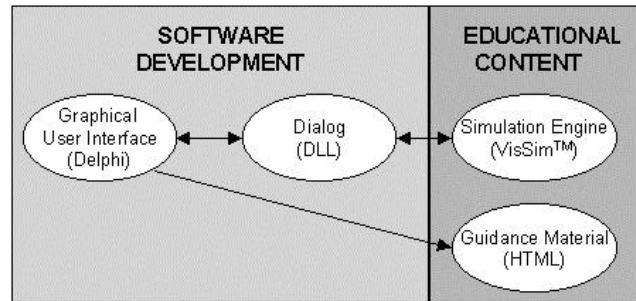 SOFTWARE
DEVELOPMENT
EDUCATIONAL
CONTENT
Graphical
User Interface
(Delphi)
Dialog
(DLL)
Simulation Engine
(VisSim™)
Guidance Material
(HTML)